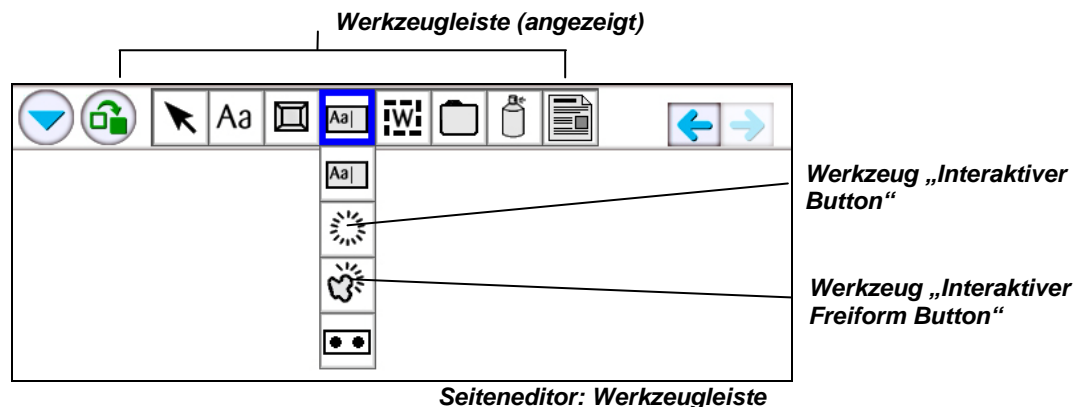 Werkzeugleiste (angezeigt)
Aa
Aa|
W
Aa|
Werkzeug „Interaktiver
Button“
Werkzeug „Interaktiver
Freiform Button“
Seiteneditor: Werkzeugleiste